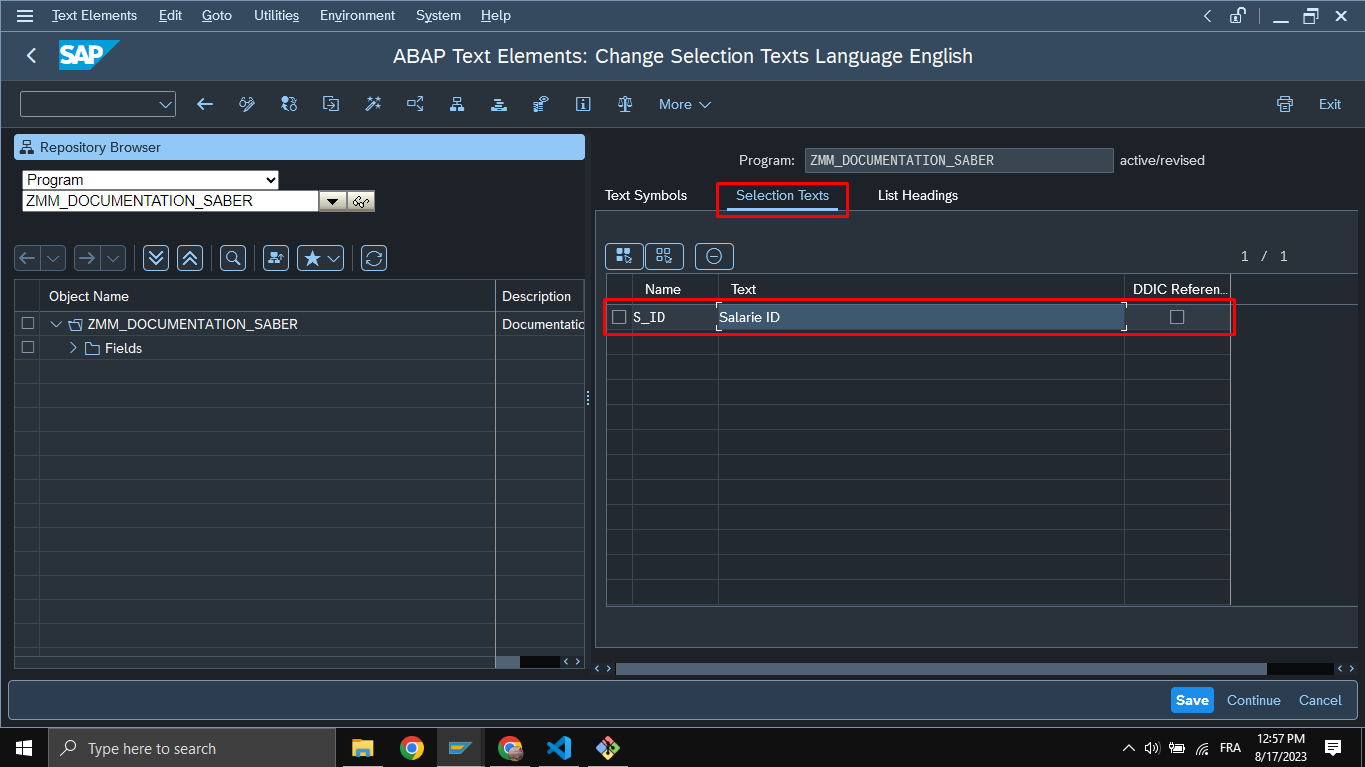 Text Elements Edit Goto Utilities Environment System Help
SAP ABAP Text Elements: Change Selection Texts Language English
More Exit
Repository Browser
Program
ZMM_DOCUMENTATION_SABER
Object Name Description
ZMM_DOCUMENTATION_SABER Documentatio
Fields
Program: ZMM_DOCUMENTATION_SABER active/revised
Text Symbols Selection Texts List Headings
1 / 1
Name Text DDIC Referen...
S_ID Salarie ID
Save Continue Cancel
Type here to search
FRA
12:57 PM
8/17/2023